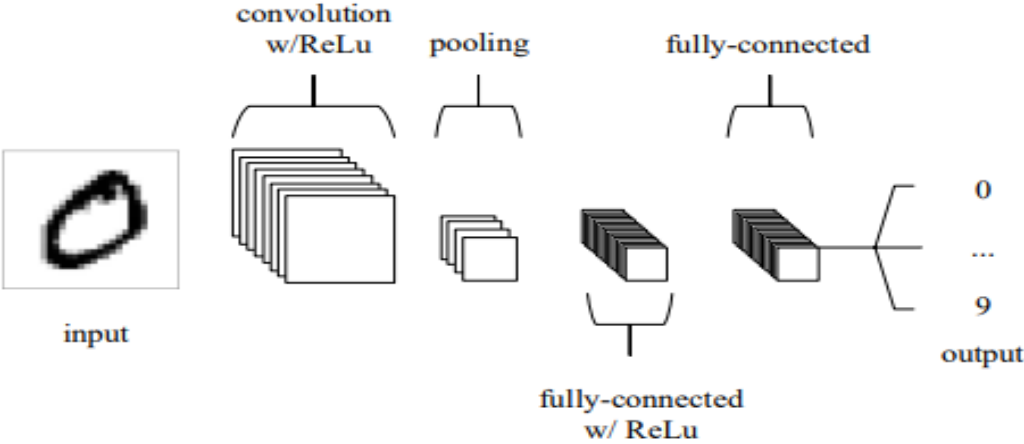 convolution
w/ReLu
pooling
fully-connected
input
fully-connected
w/ ReLu
0
...
9
output